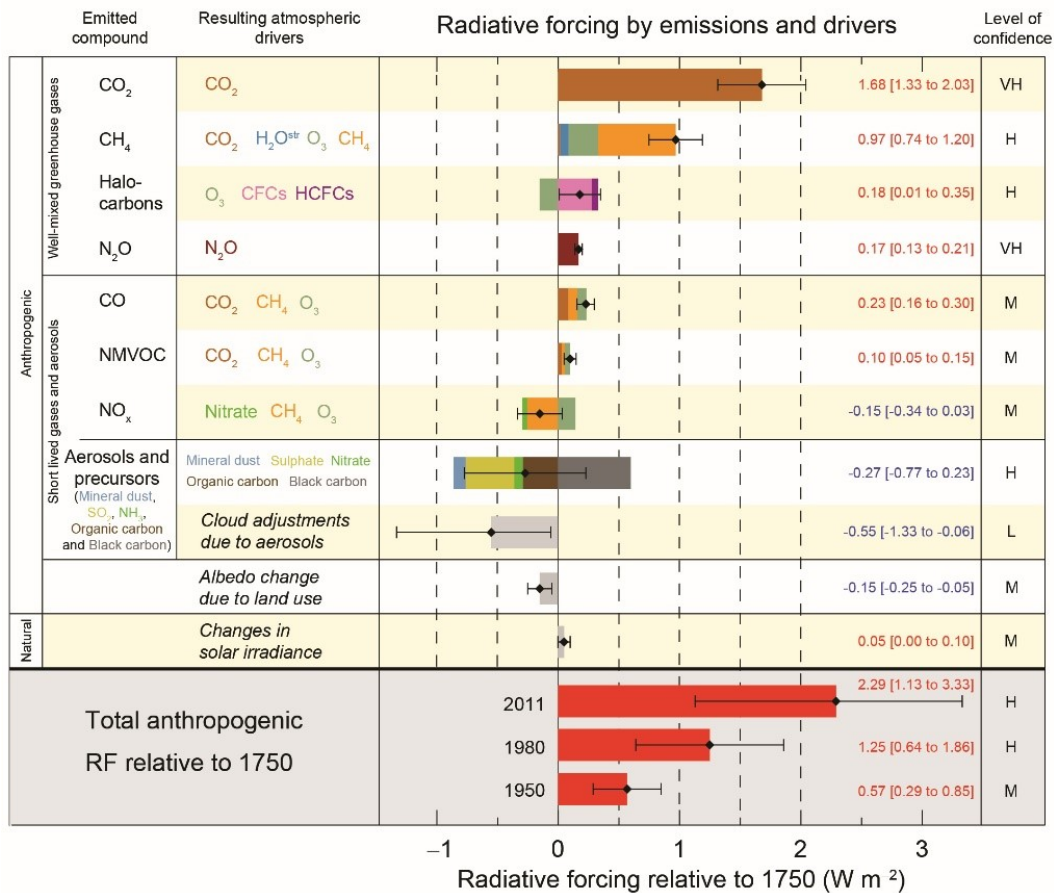 Emitted compound
Resulting atmospheric drivers
Radiative forcing by emissions and drivers
Level of confidence
Anthropogenic
Well-mixed greenhouse gases
CO₂ CO₂ 1.68 [1.33 to 2.03] VH
CH₄ CO₂ H₂Oˢᵗʳ O₃ CH₄ 0.97 [0.74 to 1.20] H
Halo-
carbons O₃ CFCs HCFCs 0.18 [0.01 to 0.35] H
N₂O N₂O 0.17 [0.13 to 0.21] VH
Short lived gases and aerosols
CO CO₂ CH₄ O₃ 0.23 [0.16 to 0.30] M
NMVOC CO₂ CH₄ O₃ 0.10 [0.05 to 0.15] M
NOₓ Nitrate CH₄ O₃ -0.15 [-0.34 to 0.03] M
Aerosols and
precursors
(Mineral dust,
SO₂, NH₃,
Organic carbon
and Black carbon)
Mineral dust Sulphate Nitrate
Organic carbon Black carbon
-0.27 [-0.77 to 0.23] H
Cloud adjustments
due to aerosols
-0.55 [-1.33 to -0.06] L
Albedo change
due to land use
-0.15 [-0.25 to -0.05] M
Natural
Changes in
solar irradiance
0.05 [0.00 to 0.10] M
Total anthropogenic
RF relative to 1750
2011 2.29 [1.13 to 3.33] H
1980 1.25 [0.64 to 1.86] H
1950 0.57 [0.29 to 0.85] M
−1 0 1 2 3
Radiative forcing relative to 1750 (W m ²)